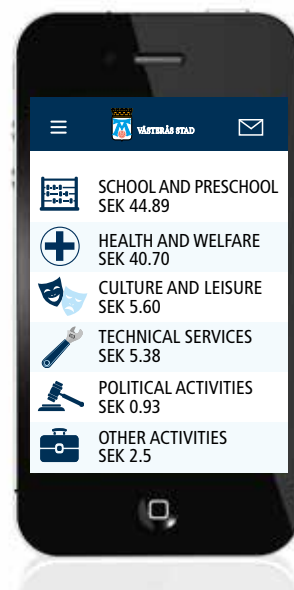 VÄSTERÅS STAD
SCHOOL AND PRESCHOOL
SEK 44.89
HEALTH AND WELFARE
SEK 40.70
CULTURE AND LEISURE
SEK 5.60
TECHNICAL SERVICES
SEK 5.38
POLITICAL ACTIVITIES
SEK 0.93
OTHER ACTIVITIES
SEK 2.5